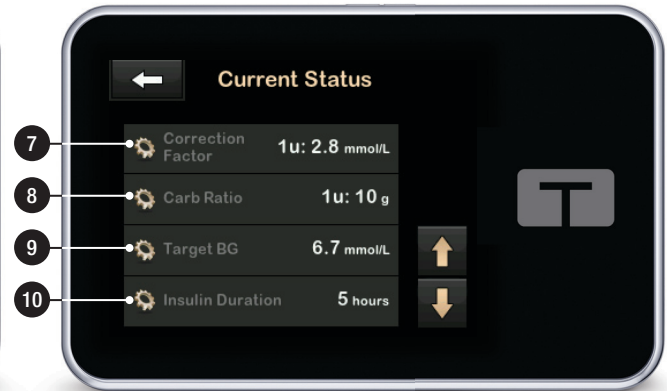 Current Status
7
Correction
Factor
1u: 2.8 mmol/L
8
Carb Ratio
1u: 10 g
9
Target BG
6.7 mmol/L
10
Insulin Duration
5 hours